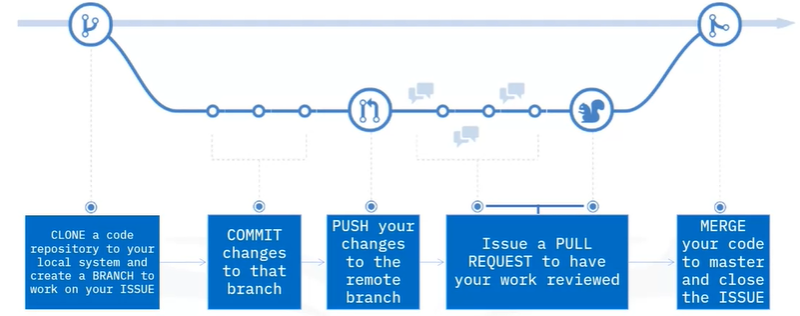 CLONE a code
repository to your
local system and
create a BRANCH to
work on your ISSUE
COMMIT
changes
to that
branch
PUSH your
changes
to the
remote
branch
Issue a PULL
REQUEST to have
your work reviewed
MERGE
your code
to master
and close
the ISSUE